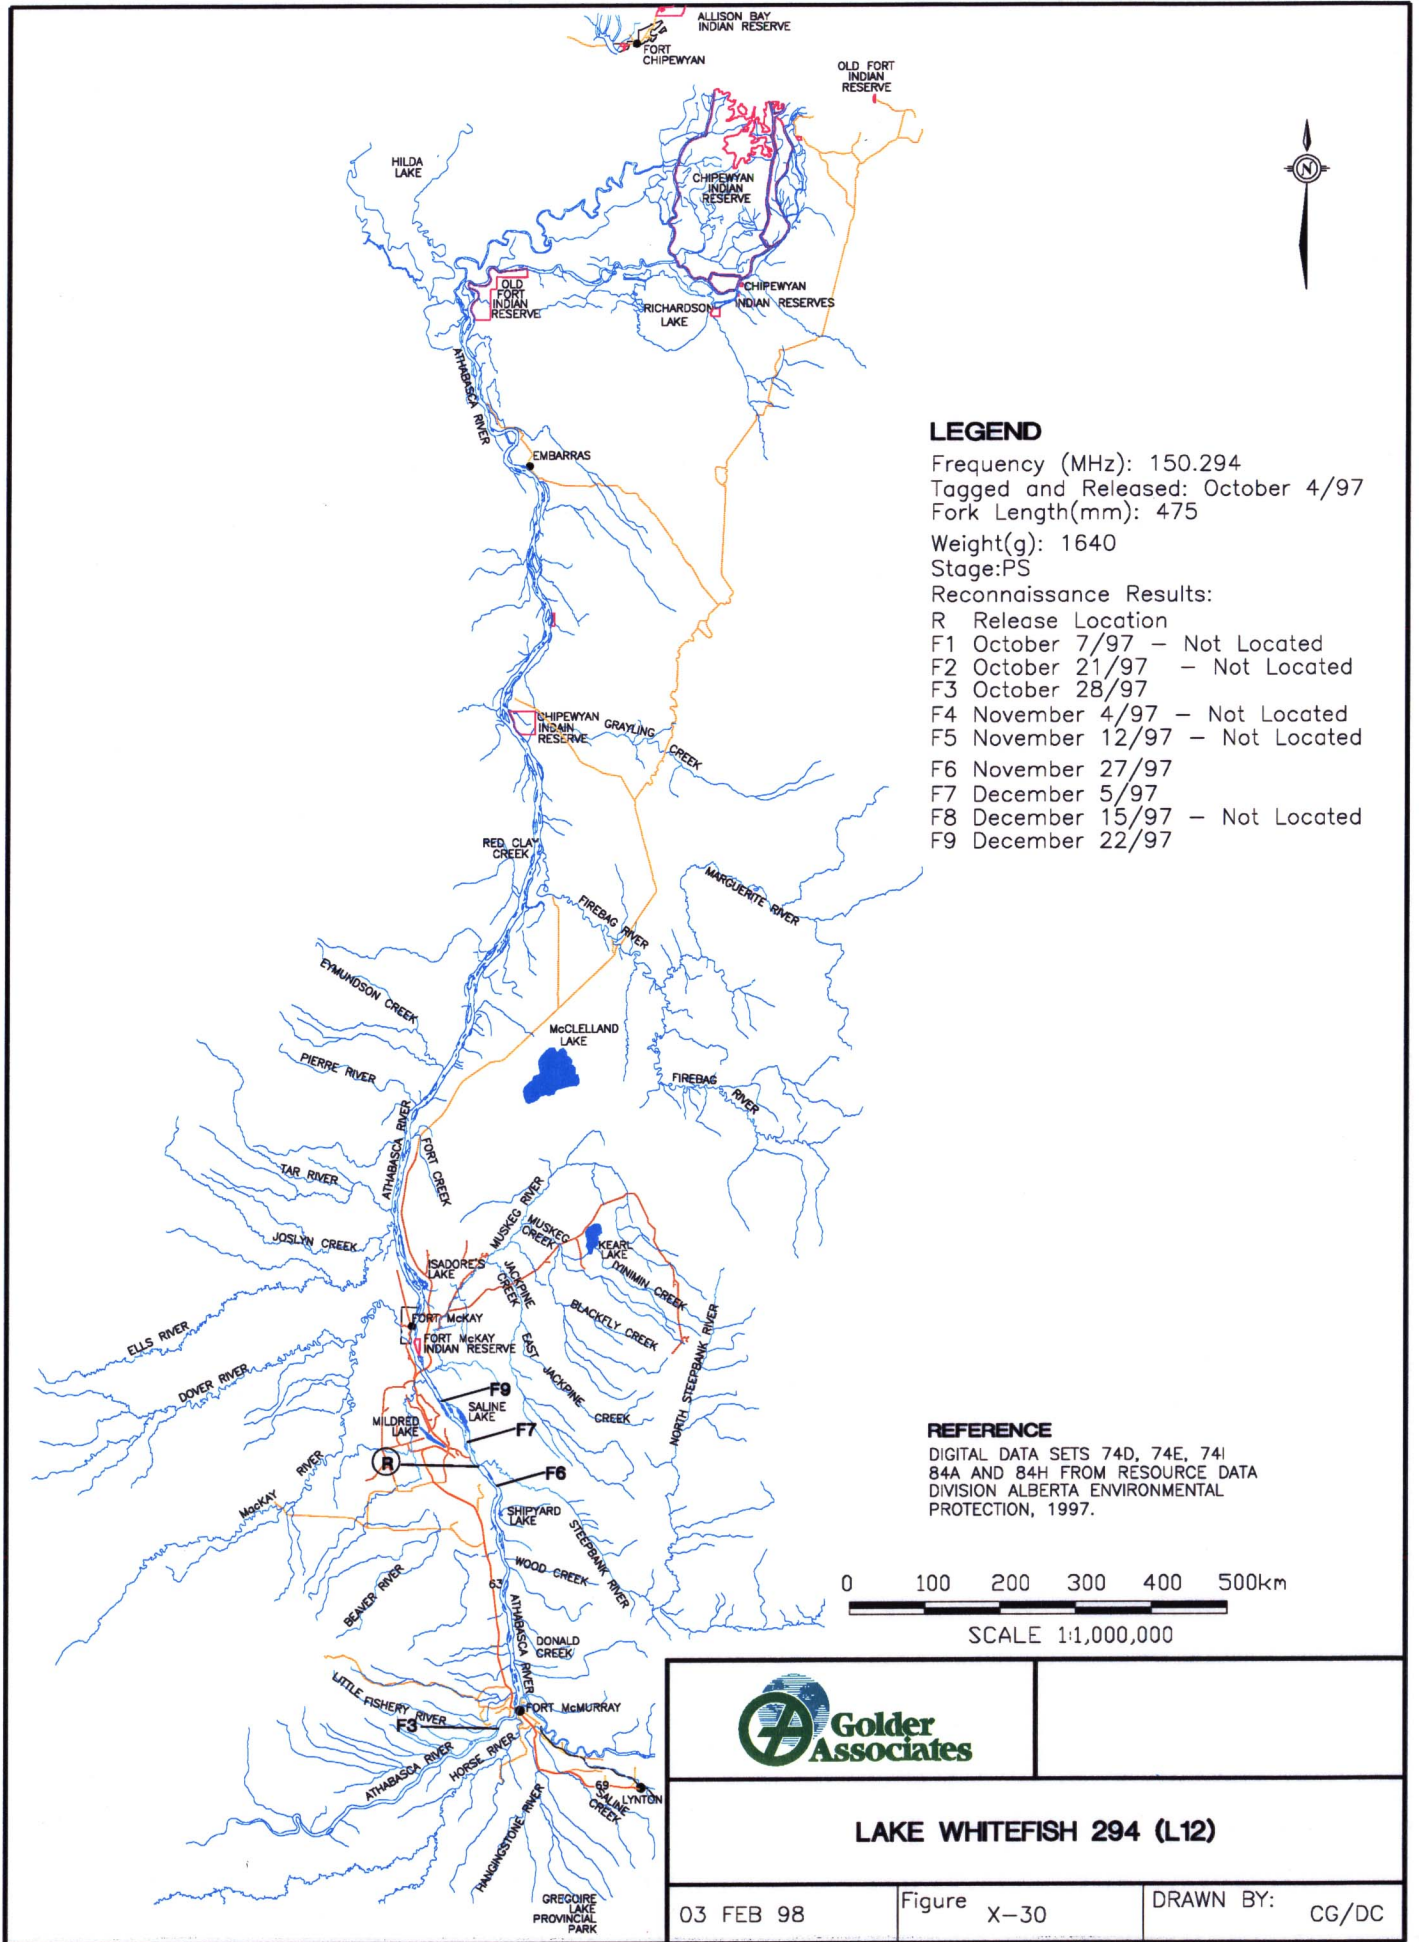 ALLISON BAY
INDIAN RESERVE
FORT
CHIPEWYAN
OLD FORT
INDIAN
RESERVE
HILDA
LAKE
N
CHIPEWYAN
INDIAN
RESERVE
OLD
FORT
INDIAN
RESERVE
CHIPEWYAN
INDIAN RESERVES
RICHARDSON
LAKE
ATHABASCA RIVER
EMBARRAS
LEGEND
Frequency (MHz): 150.294
Tagged and Released: October 4/97
Fork Length(mm): 475
Weight(g): 1640
Stage:PS
Reconnaissance Results:
R Release Location
F1 October 7/97 — Not Located
F2 October 21/97 — Not Located
F3 October 28/97
F4 November 4/97 — Not Located
F5 November 12/97 — Not Located
F6 November 27/97
F7 December 5/97
F8 December 15/97 — Not Located
F9 December 22/97
CHIPEWYAN
INDAIN
RESERVE
GRAYLING
CREEK
RED CLAY
CREEK
MARGUERITE RIVER
FIREBAG RIVER
EYMUNDSON CREEK
McCLELLAND
LAKE
PIERRE RIVER
FIREBAG RIVER
ATHABASCA RIVER
FORT CREEK
TAR RIVER
MUSKEG RIVER
MUSKEG
CREEK
JOSLYN CREEK
KEARL
LAKE
ISADORE'S
LAKE
JACKPINE
CREEK
IYINIMIN CREEK
BLACKFLY CREEK
FORT McKAY
FORT McKAY
INDIAN RESERVE
ELLS RIVER
EAST JACKPINE CREEK
NORTH STEEPBANK RIVER
DOVER RIVER
F9
SALINE
LAKE
MILDRED
LAKE
F7
R
F6
RIVER
MacKAY
SHIPYARD
LAKE
STEEPBANK RIVER
WOOD CREEK
BEAVER RIVER
63
ATHABASCA RIVER
DONALD
CREEK
REFERENCE
DIGITAL DATA SETS 74D, 74E, 74I
84A AND 84H FROM RESOURCE DATA
DIVISION ALBERTA ENVIRONMENTAL
PROTECTION, 1997.
0 100 200 300 400 500km
SCALE 1:1,000,000
LITTLE FISHERY RIVER
FORT McMURRAY
F3
ATHABASCA RIVER
HORSE RIVER
HANGINGSTONE RIVER
69
SALINE
CREEK
LYNTON
GREGOIRE
LAKE
PROVINCIAL
PARK
Golder
Associates
LAKE WHITEFISH 294 (L12)
03 FEB 98
Figure X—30
DRAWN BY: CG/DC